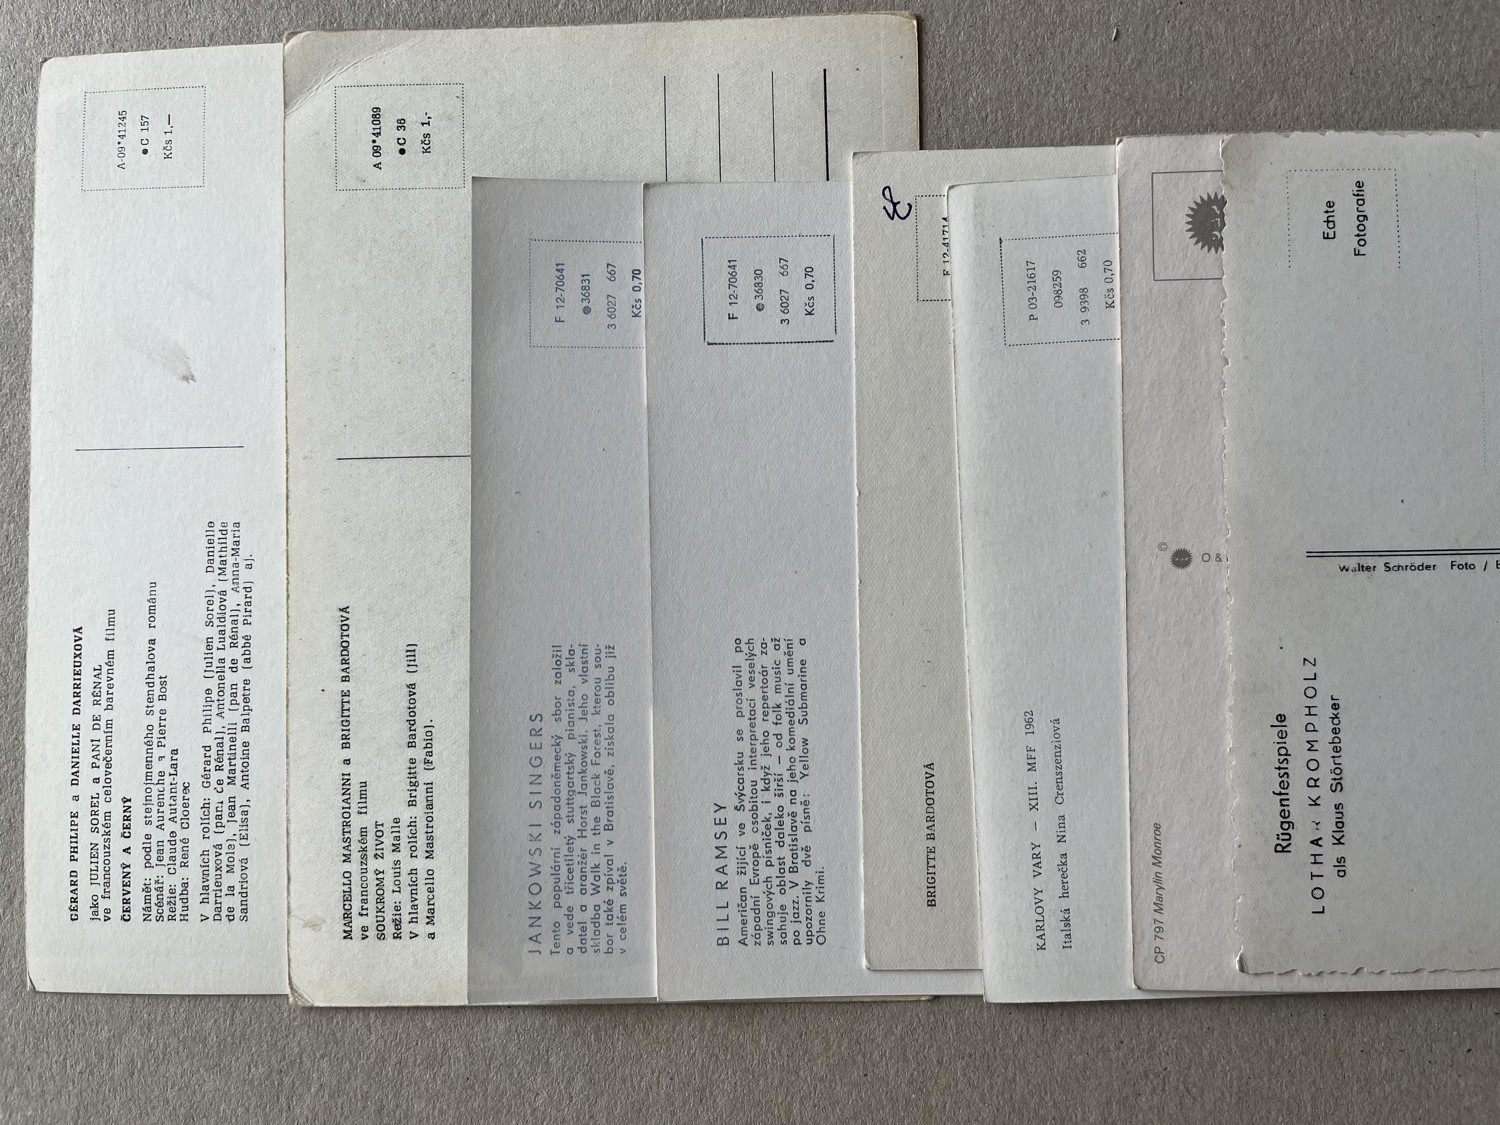 A-09*41245
●C 157
Kčs 1,—
GÉRARD PHILIPE a DANIELLE DARRIEUXOVÁ
jako JULIEN SOREL a PANÍ DE RÉNAL
ve francouzském celovečerním barevném filmu
ČERVENÝ A ČERNÝ
Námět: podle stejnojmenného Stendhalova románu
Scénář: Jean Aurenche a Pierre Bost
Režie: Claude Autant-Lara
Hudba: René Cloerec
V hlavních rolích: Gérard Philipe (Julien Sorel), Danielle
Darrieuxová (paní de Rénal), Antonella Lualdiová (Mathilde
de la Mole), Jean Martinelli (pan de Rénal), Anna-Maria
Sandriová (Elisa), Antoine Balpetre (abbé Pirard) aj.
A 09*41089
●C 36
Kčs 1,-
MARCELLO MASTROIANNI a BRIGITTE BARDOTOVÁ
ve francouzském filmu
SOUKROMÝ ŽIVOT
Režie: Louis Malle
V hlavních rolích: Brigitte Bardotová (Jill)
a Marcello Mastroianni (Fabio).
F 12-70641
36831
3 6027 667
Kčs 0,70
JANKOWSKI SINGERS
Tento populární západoněmecký sbor založil
a vede třicetiletý stuttgartský pianista, skla-
datel a aranžér Horst Jankowski. Jeho vlastní
skladba Walk in the Black Forest, kterou sou-
bor také zpíval v Bratislavě, získala oblibu již
v celém světě.
F 12-70641
36830
3 6027 667
Kčs 0,70
BILL RAMSEY
Američan žijící ve Švýcarsku se proslavil po
západní Evropě osobitou interpretací veselých
swingových písniček, i když jeho repertoár za-
sahuje oblast daleko širší — od folk music až
po jazz. V Bratislavě na jeho komediální umění
upozornily dvě písně: Yellow Submarine a
Ohne Krimi.
F 12-41714
BRIGITTE BARDOTOVÁ
P 03-21617
098259
3 9398 662
Kčs 0,70
KARLOVY VARY — XIII. MFF 1962
Italská herečka Nina Crenszenziová
© O &
CP 797 Marylin Monroe
Echte
Fotografie
Walter Schröder Foto /
Rügenfestspiele
LOTHAR KROMPHOLZ
als Klaus Störtebecker